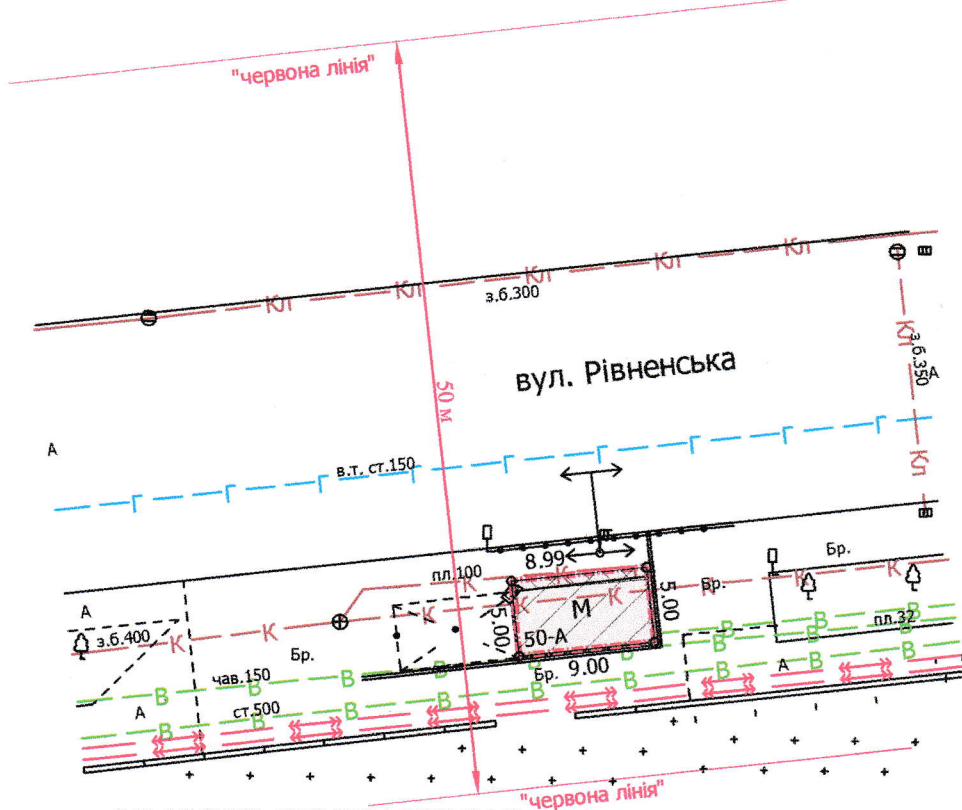 "червона лінія"
Кл Кл Кл Кл Кл
з.б.300
Кл
з.б.350
А
вул. Рівненська
50 м
А
в.т. ст.150
Г Г Г Г Г Г Г Г Г
Кл
8.99
Бр.
пл.100
К К К
Бр.
5.00
А
К К К К К
М
5.00
50-А
пл.32
з.б.400
К
Бр.
В В В
Бр. 9.00
А
чав.150
В В В В В
А
ст.500
В В В В В
"червона лінія"